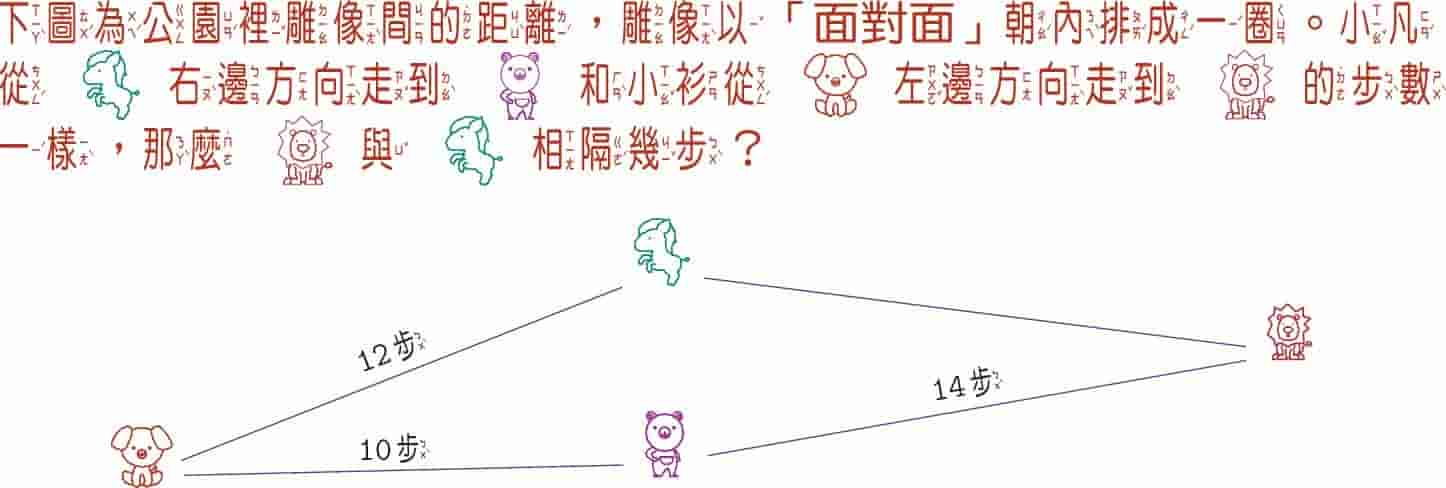 下圖為公園裡雕像間的距離，雕像以「面對面」朝內排成一圈。小凡
從 右邊方向走到 和小衫從 左邊方向走到 的步數
一樣，那麼 與 相隔幾步？
12步
14步
10步